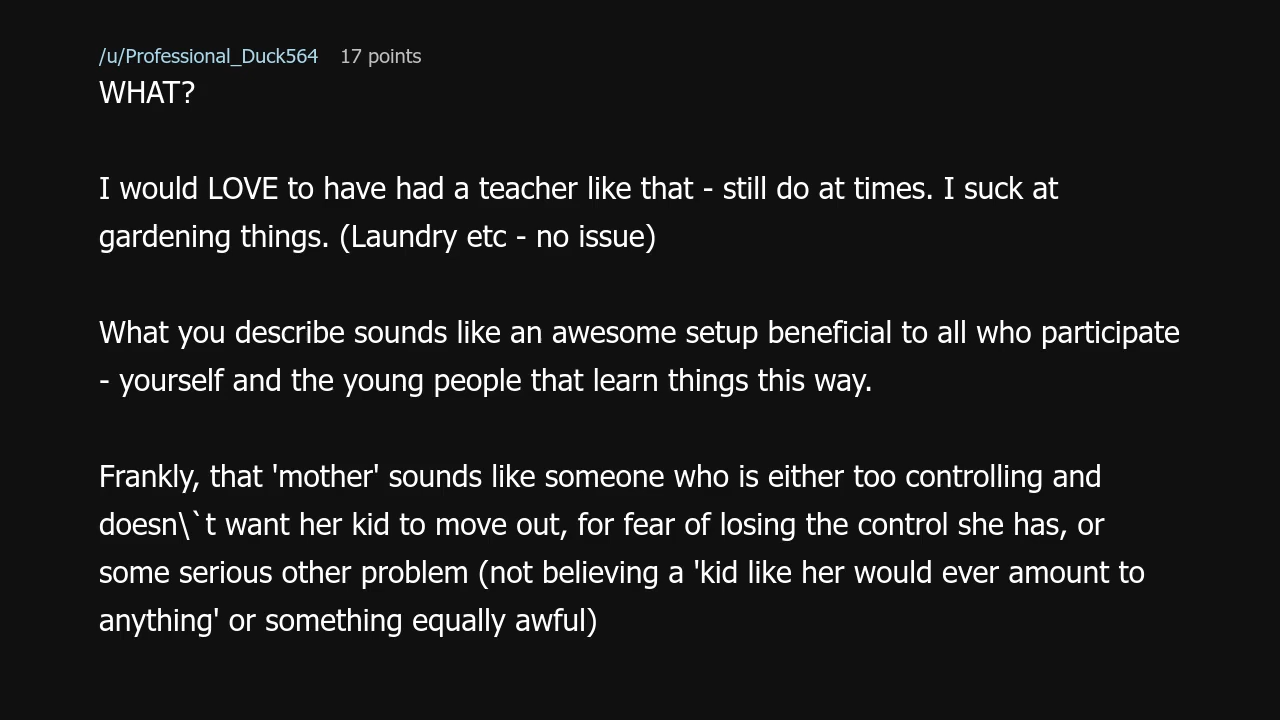 /u/Professional_Duck564 17 points
WHAT?
I would LOVE to have had a teacher like that - still do at times. I suck at
gardening things. (Laundry etc - no issue)
What you describe sounds like an awesome setup beneficial to all who participate
- yourself and the young people that learn things this way.
Frankly, that 'mother' sounds like someone who is either too controlling and
doesn\`t want her kid to move out, for fear of losing the control she has, or
some serious other problem (not believing a 'kid like her would ever amount to
anything' or something equally awful)